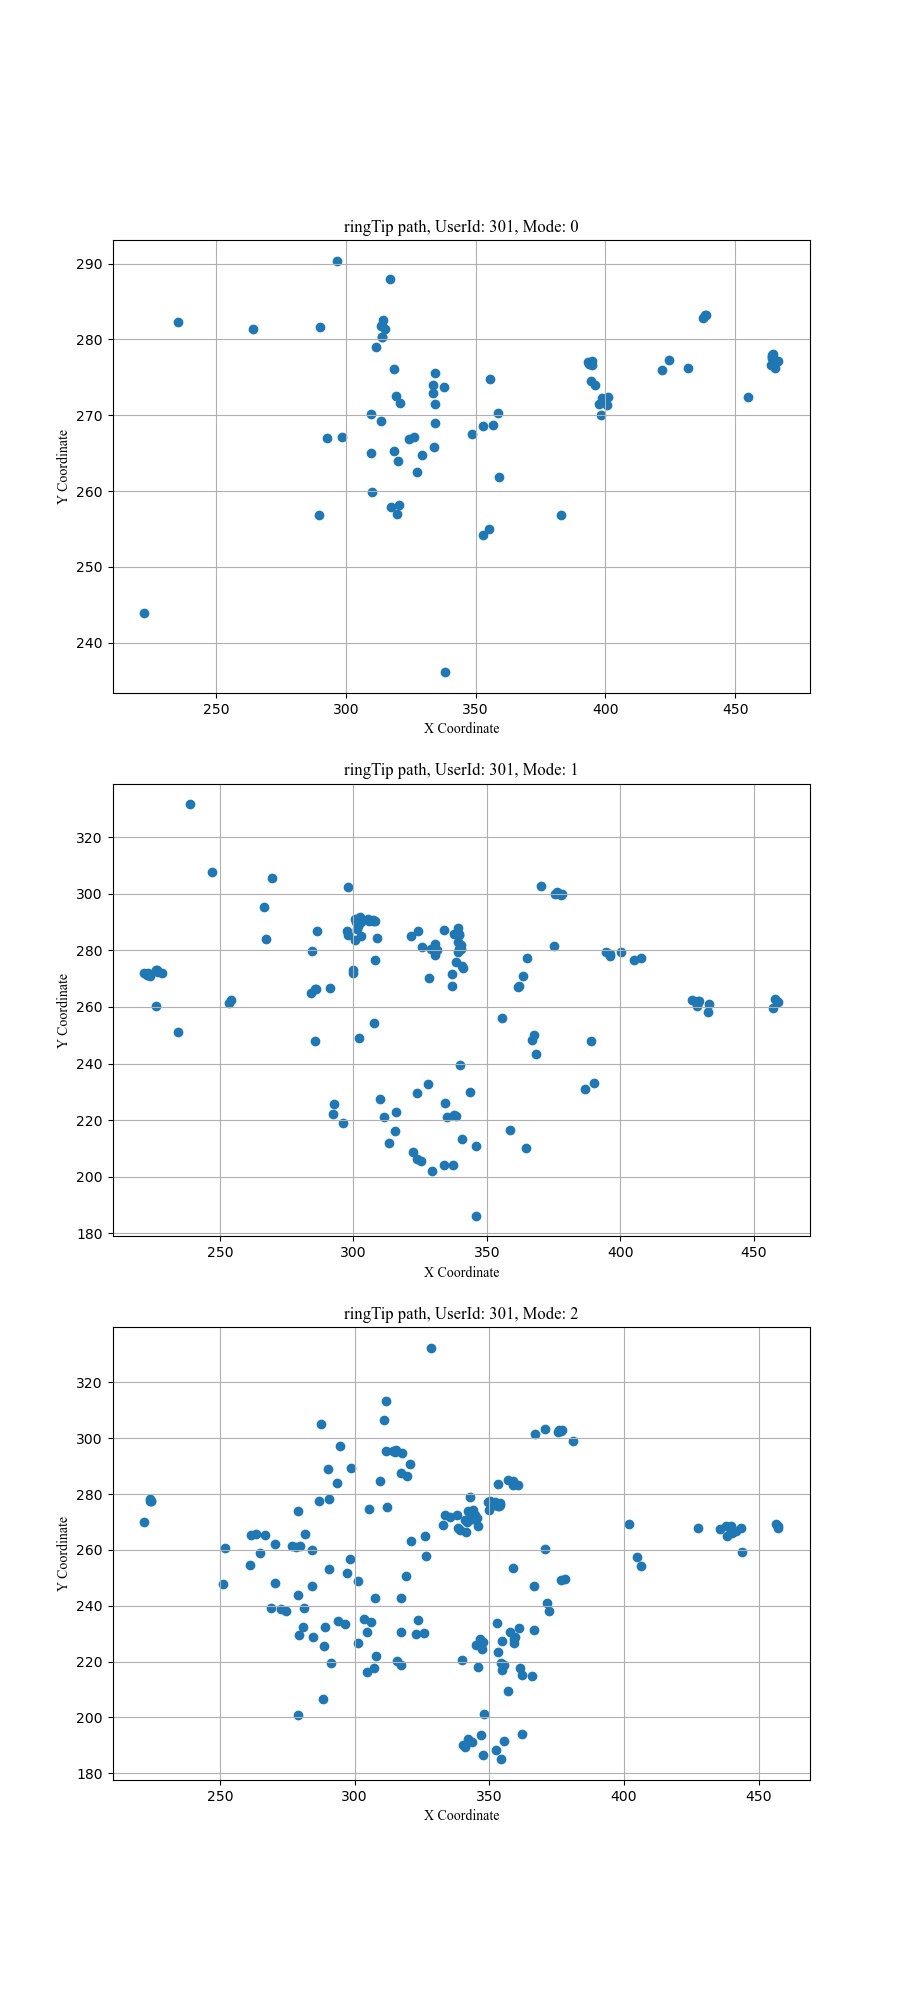 ringTip path, UserId: 301, Mode: 0
290
280
270
260
250
240
Y Coordinate
250 300 350 400 450
X Coordinate
ringTip path, UserId: 301, Mode: 1
320
300
280
260
240
220
200
180
Y Coordinate
250 300 350 400 450
X Coordinate
ringTip path, UserId: 301, Mode: 2
320
300
280
260
240
220
200
180
Y Coordinate
250 300 350 400 450
X Coordinate